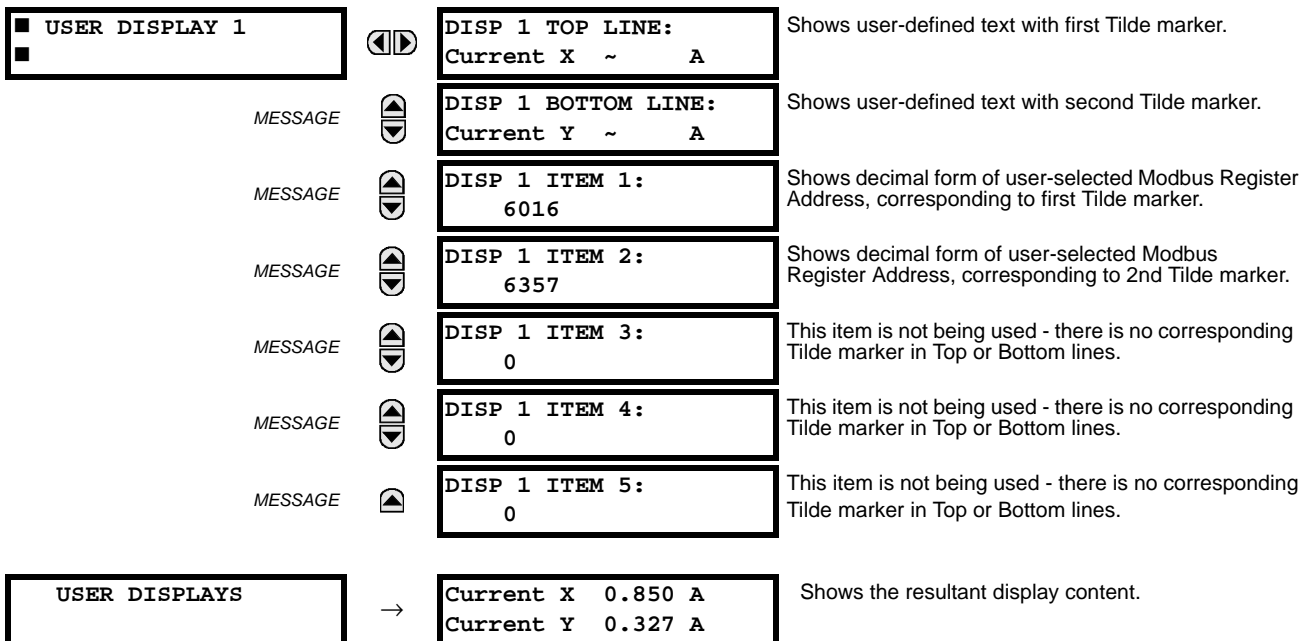 ■ USER DISPLAY 1
■
DISP 1 TOP LINE:
Current X ~ A
Shows user-defined text with first Tilde marker.
MESSAGE
DISP 1 BOTTOM LINE:
Current Y ~ A
Shows user-defined text with second Tilde marker.
MESSAGE
DISP 1 ITEM 1:
6016
Shows decimal form of user-selected Modbus Register
Address, corresponding to first Tilde marker.
MESSAGE
DISP 1 ITEM 2:
6357
Shows decimal form of user-selected Modbus
Register Address, corresponding to 2nd Tilde marker.
MESSAGE
DISP 1 ITEM 3:
0
This item is not being used - there is no corresponding
Tilde marker in Top or Bottom lines.
MESSAGE
DISP 1 ITEM 4:
0
This item is not being used - there is no corresponding
Tilde marker in Top or Bottom lines.
MESSAGE
DISP 1 ITEM 5:
0
This item is not being used - there is no corresponding
Tilde marker in Top or Bottom lines.
USER DISPLAYS
→
Current X 0.850 A
Current Y 0.327 A
Shows the resultant display content.